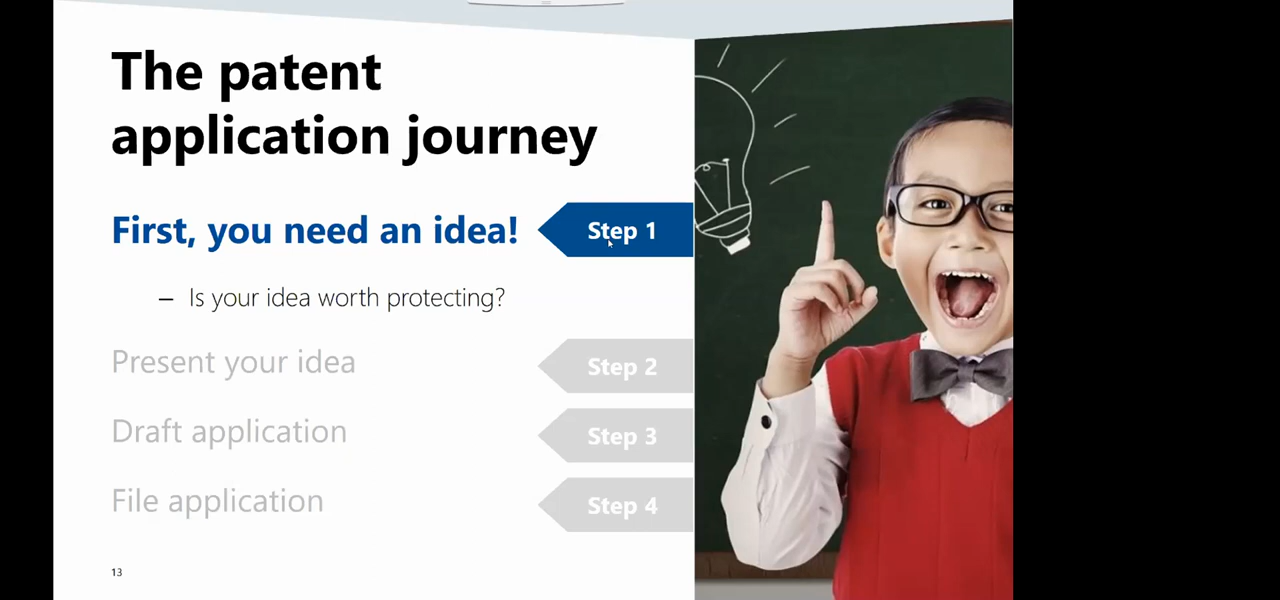 The patent
application journey
First, you need an idea!
Step 1
– Is your idea worth protecting?
Present your idea
Step 2
Draft application
Step 3
File application
Step 4
13